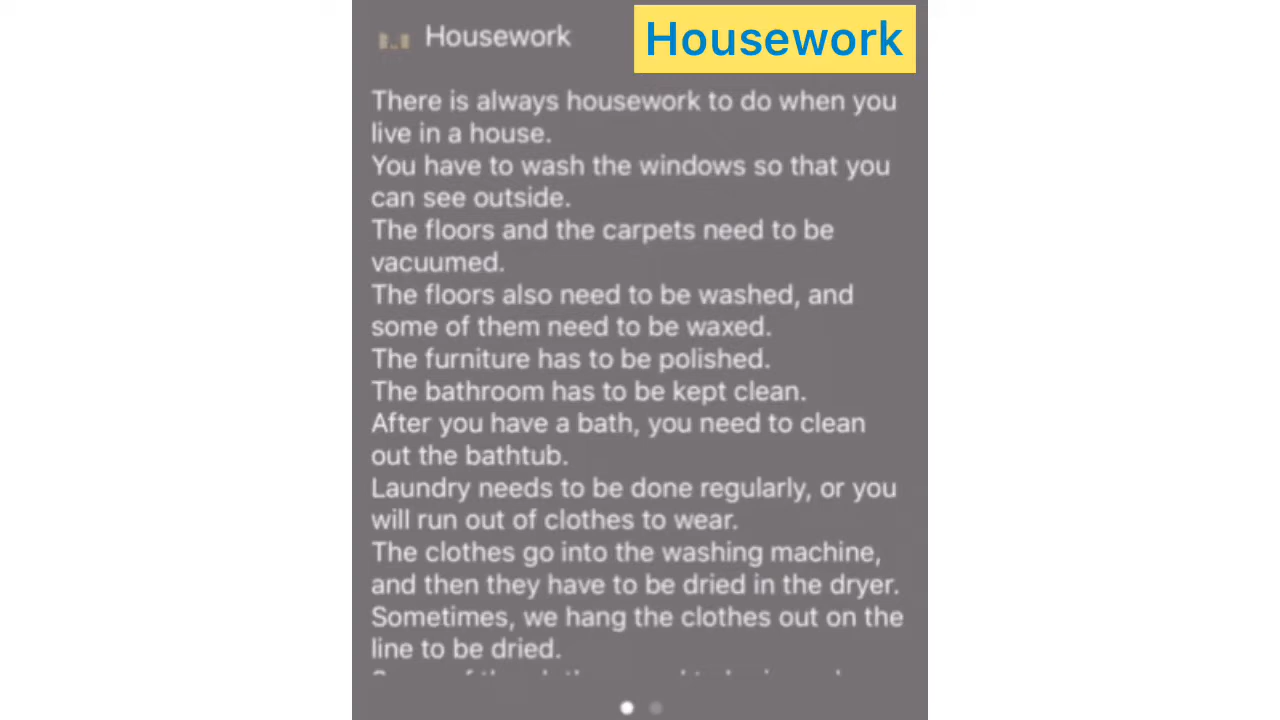 Housework
Housework
There is always housework to do when you
live in a house.
You have to wash the windows so that you
can see outside.
The floors and the carpets need to be
vacuumed.
The floors also need to be washed, and
some of them need to be waxed.
The furniture has to be polished.
The bathroom has to be kept clean.
After you have a bath, you need to clean
out the bathtub.
Laundry needs to be done regularly, or you
will run out of clothes to wear.
The clothes go into the washing machine,
and then they have to be dried in the dryer.
Sometimes, we hang the clothes out on the
line to be dried.